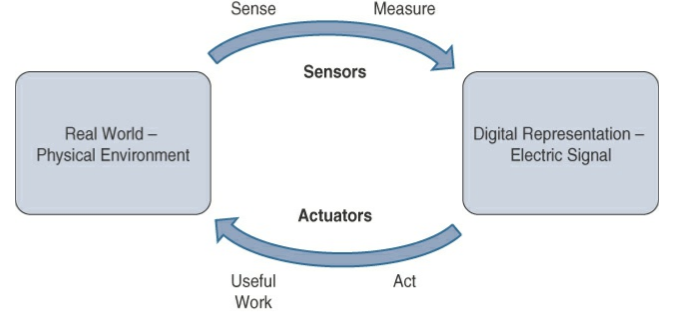 Sense Measure
Sensors
Real World –
Physical Environment
Digital Representation –
Electric Signal
Actuators
Useful
Work
Act